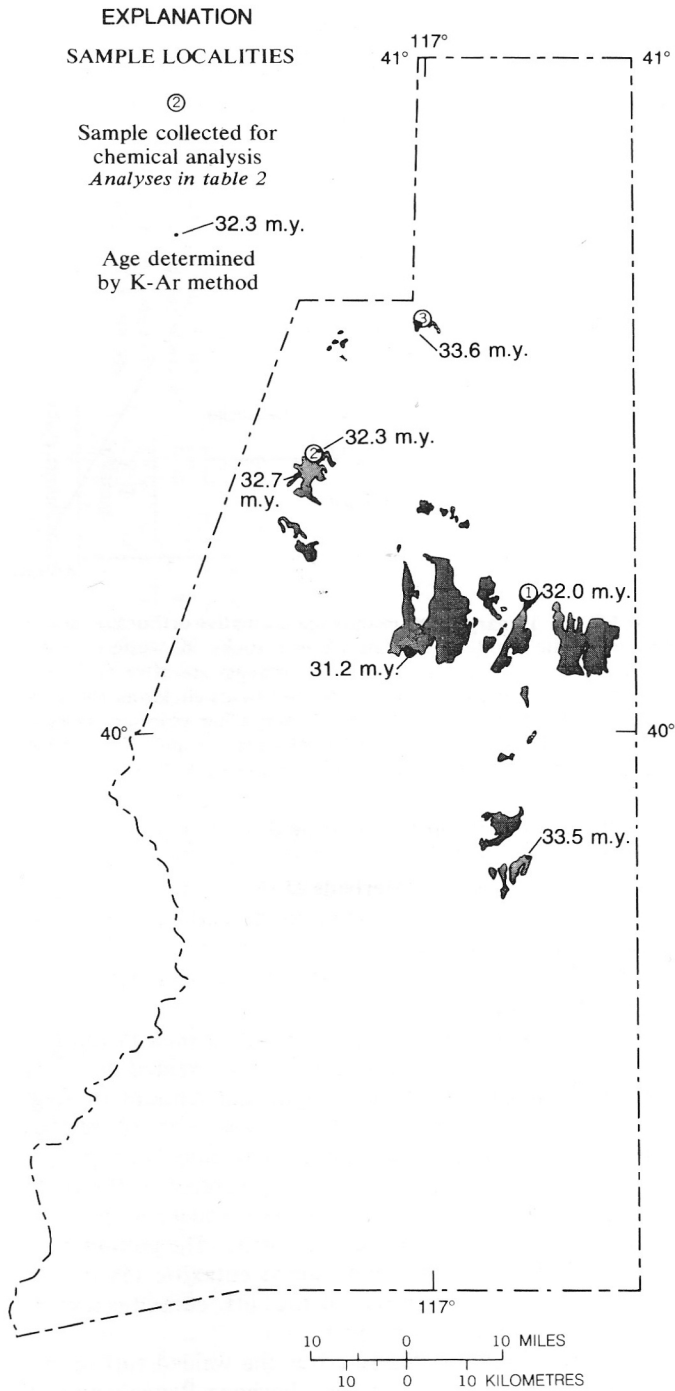 EXPLANATION
SAMPLE LOCALITIES
②
Sample collected for
chemical analysis
Analyses in table 2
32.3 m.y.
Age determined
by K-Ar method
117°
41°
41°
③
33.6 m.y.
②
32.3 m.y.
32.7
m.y.
①
32.0 m.y.
31.2 m.y.
40°
40°
33.5 m.y.
117°
10 0 10 MILES
10 0 10 KILOMETRES